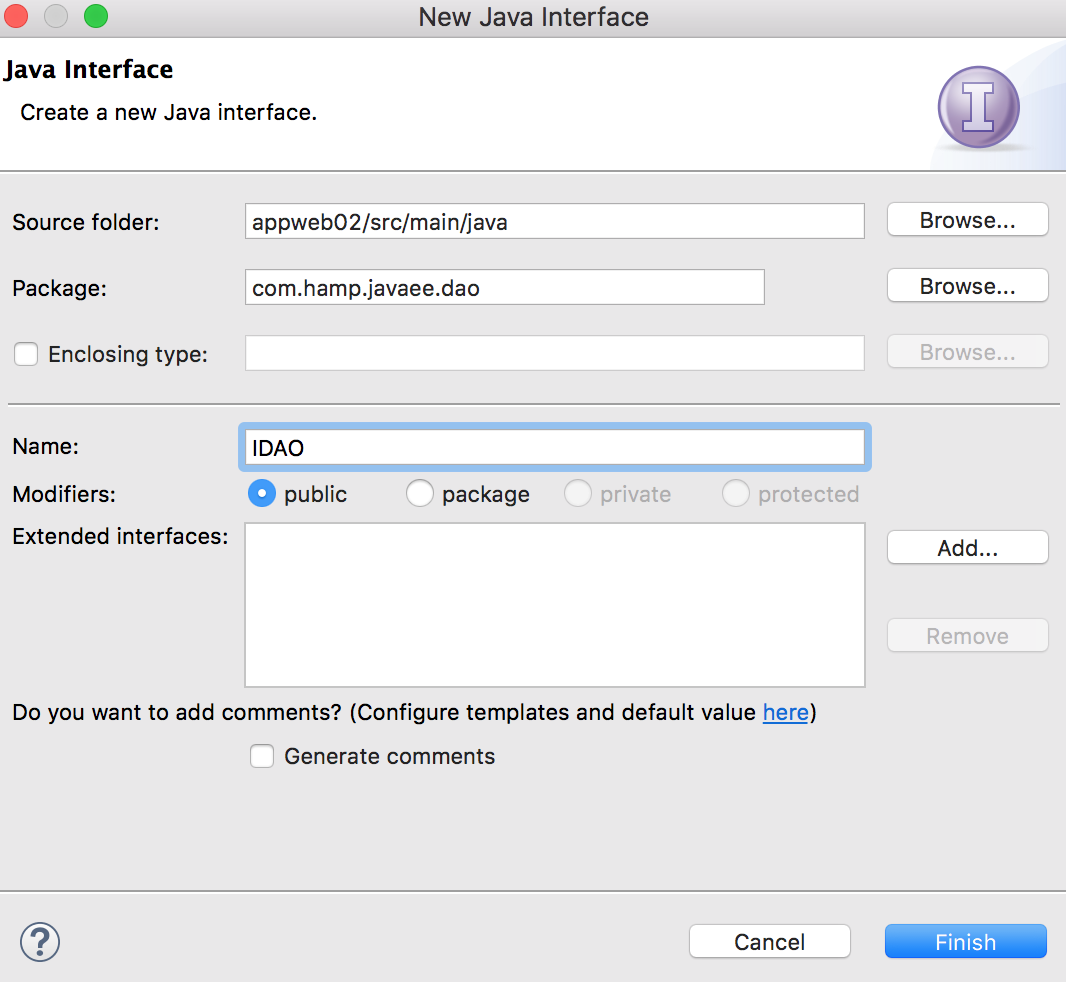 New Java Interface
Java Interface
Create a new Java interface.
I
Source folder: appweb02/src/main/java Browse...
Package: com.hamp.javaee.dao Browse...
Enclosing type: Browse...
Name: IDAO
Modifiers: public package private protected
Extended interfaces: Add...
Remove
Do you want to add comments? (Configure templates and default value here)
Generate comments
? Cancel Finish